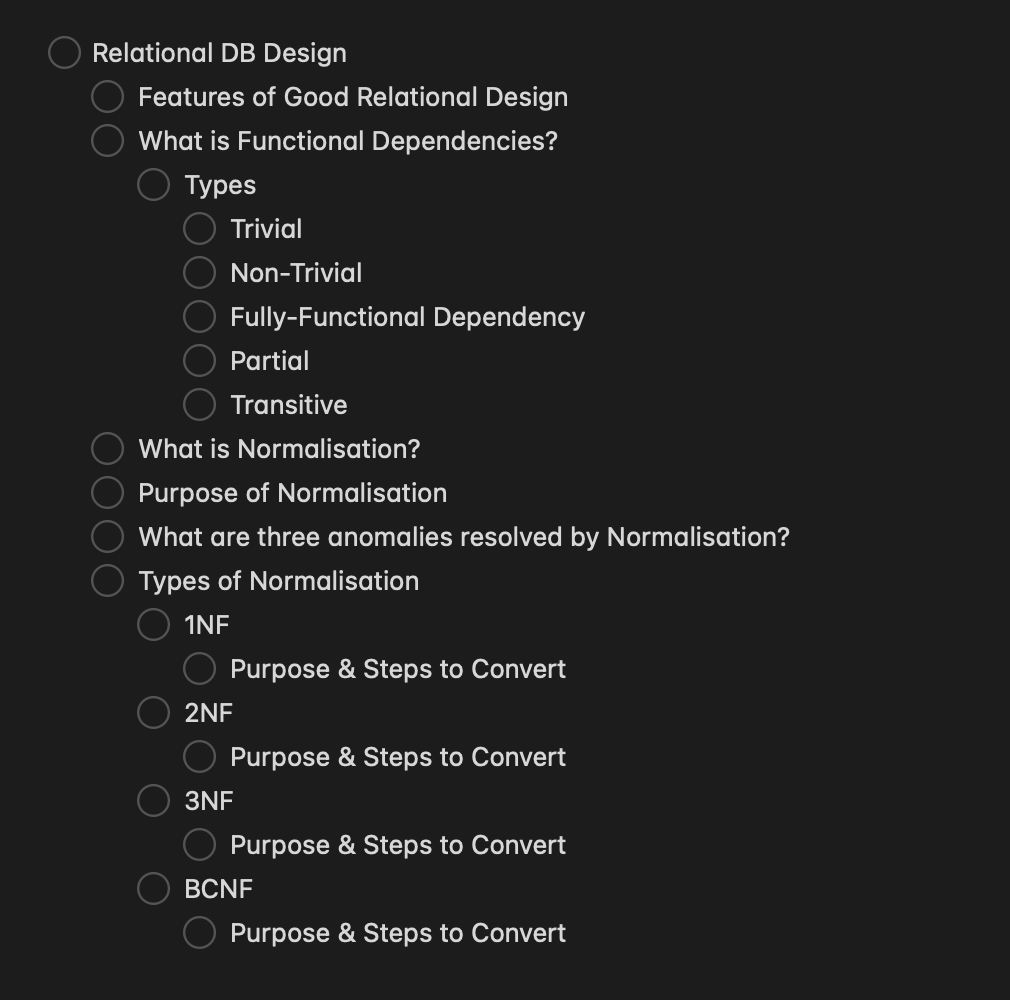 Relational DB Design
Features of Good Relational Design
What is Functional Dependencies?
Types
Trivial
Non-Trivial
Fully-Functional Dependency
Partial
Transitive
What is Normalisation?
Purpose of Normalisation
What are three anomalies resolved by Normalisation?
Types of Normalisation
1NF
Purpose & Steps to Convert
2NF
Purpose & Steps to Convert
3NF
Purpose & Steps to Convert
BCNF
Purpose & Steps to Convert